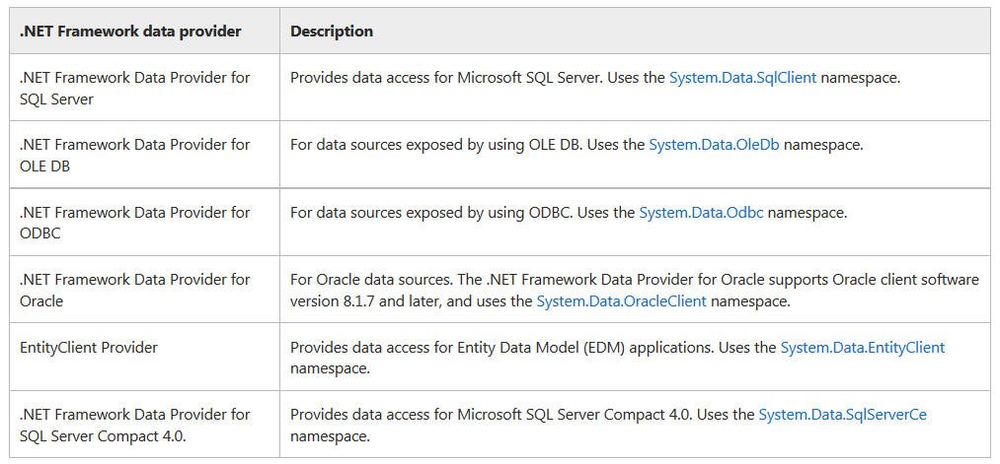 .NET Framework data provider
Description
.NET Framework Data Provider for
SQL Server
Provides data access for Microsoft SQL Server. Uses the System.Data.SqlClient namespace.
.NET Framework Data Provider for
OLE DB
For data sources exposed by using OLE DB. Uses the System.Data.OleDb namespace.
.NET Framework Data Provider for
ODBC
For data sources exposed by using ODBC. Uses the System.Data.Odbc namespace.
.NET Framework Data Provider for
Oracle
For Oracle data sources. The .NET Framework Data Provider for Oracle supports Oracle client software
version 8.1.7 and later, and uses the System.Data.OracleClient namespace.
EntityClient Provider
Provides data access for Entity Data Model (EDM) applications. Uses the System.Data.EntityClient
namespace.
.NET Framework Data Provider for
SQL Server Compact 4.0.
Provides data access for Microsoft SQL Server Compact 4.0. Uses the System.Data.SqlServerCe
namespace.